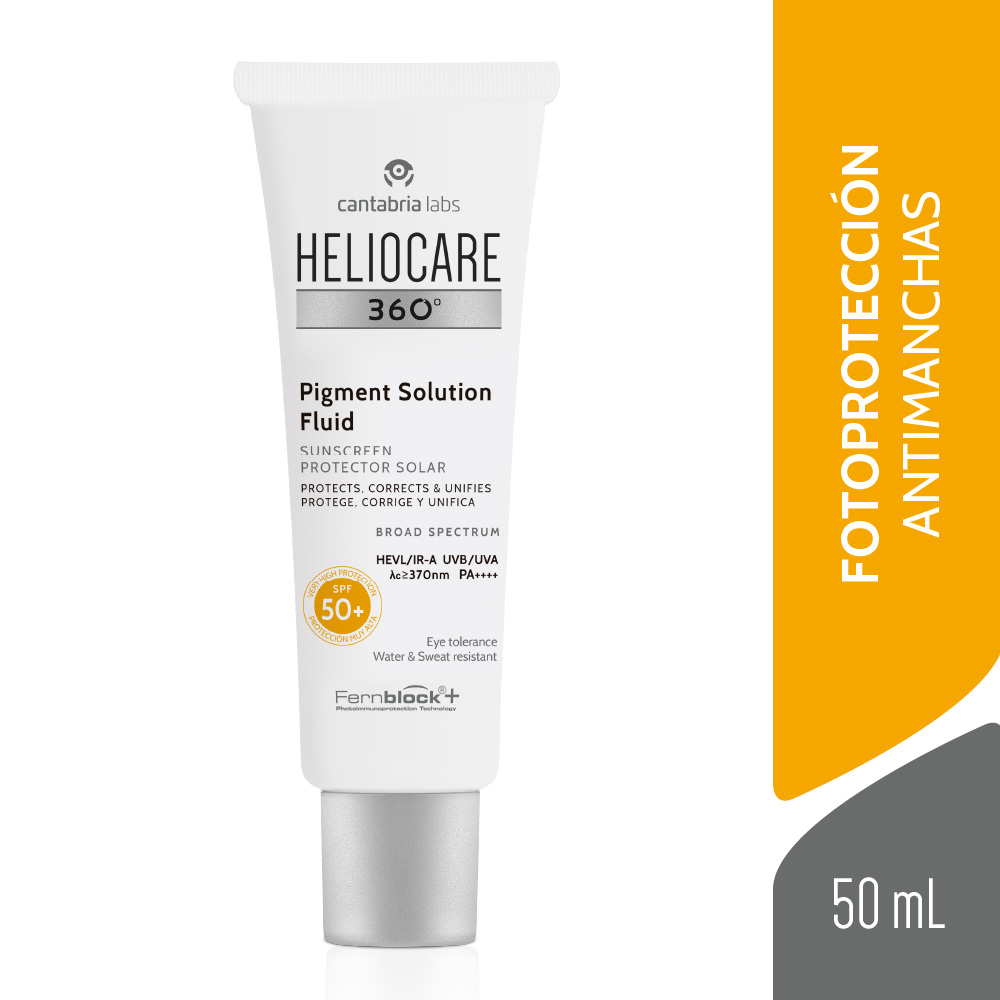 cantabria labs
HELIOCARE
360°
Pigment Solution
Fluid
SUNSCREEN
PROTECTOR SOLAR
PROTECTS, CORRECTS & UNIFIES
PROTEGE, CORRIGE Y UNIFICA
BROAD SPECTRUM
HEVL/IR-A UVB/UVA
λc≥370nm PA++++
VERY HIGH PROTECTION
SPF
50+
PROTECCIÓN MUY ALTA
Eye tolerance
Water & Sweat resistant
Fernblock®+
Photoimmunoprotection Technology
FOTOPROTECCIÓN
ANTIMANCHAS
50 mL